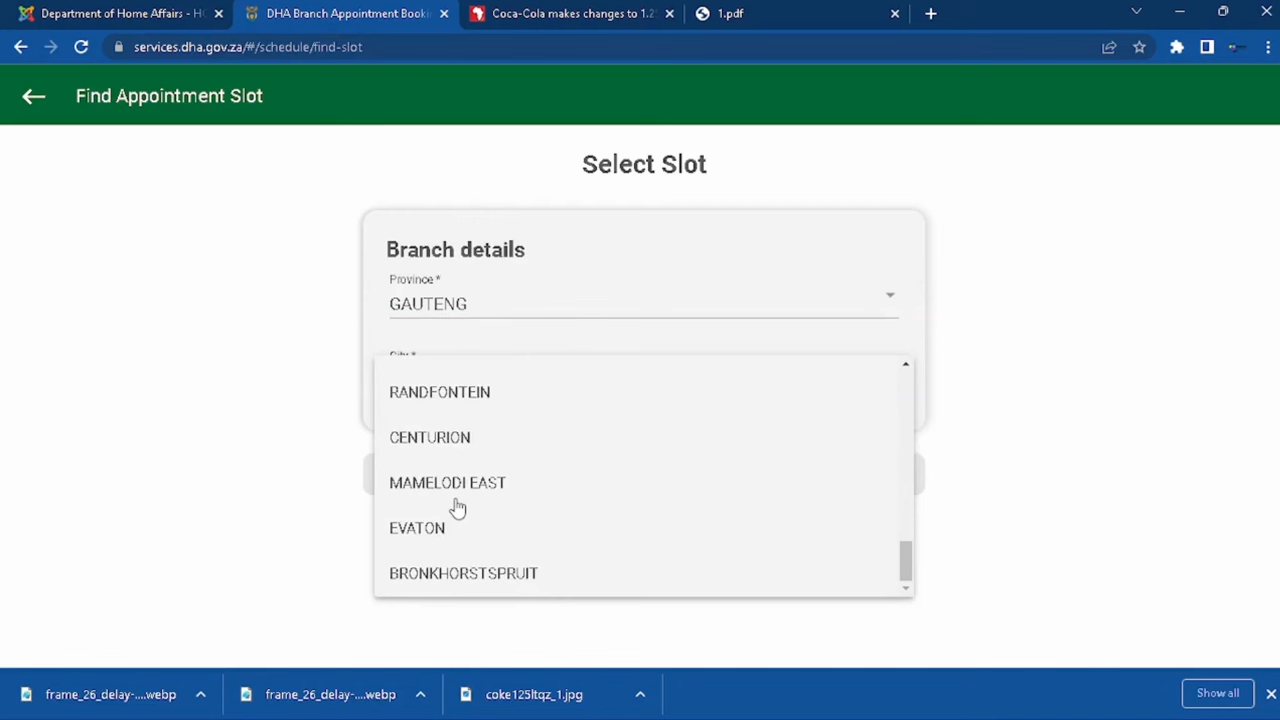 Department of Home Affairs - HO
DHA Branch Appointment Booki
Coca-Cola makes changes to 1.2
1.pdf
services.dha.gov.za/#/schedule/find-slot
Find Appointment Slot
Select Slot
Branch details
Province *
GAUTENG
City *
RANDFONTEIN
CENTURION
MAMELODI EAST
EVATON
BRONKHORSTSPRUIT
frame_26_delay-....webp
frame_26_delay-....webp
coke125ltqz_1.jpg
Show all